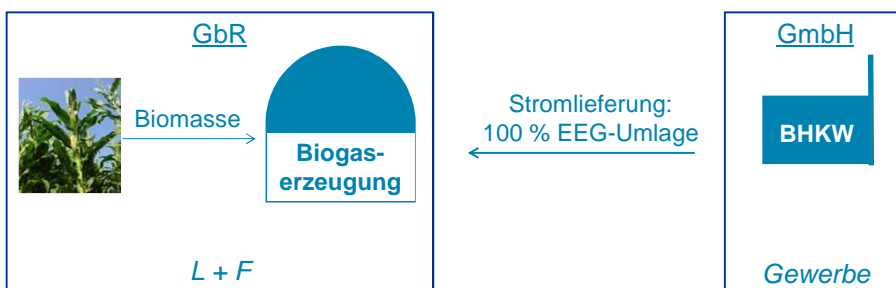 GbR
Biomasse
Biogas-
erzeugung
L + F
Stromlieferung:
100 % EEG-Umlage
GmbH
BHKW
Gewerbe